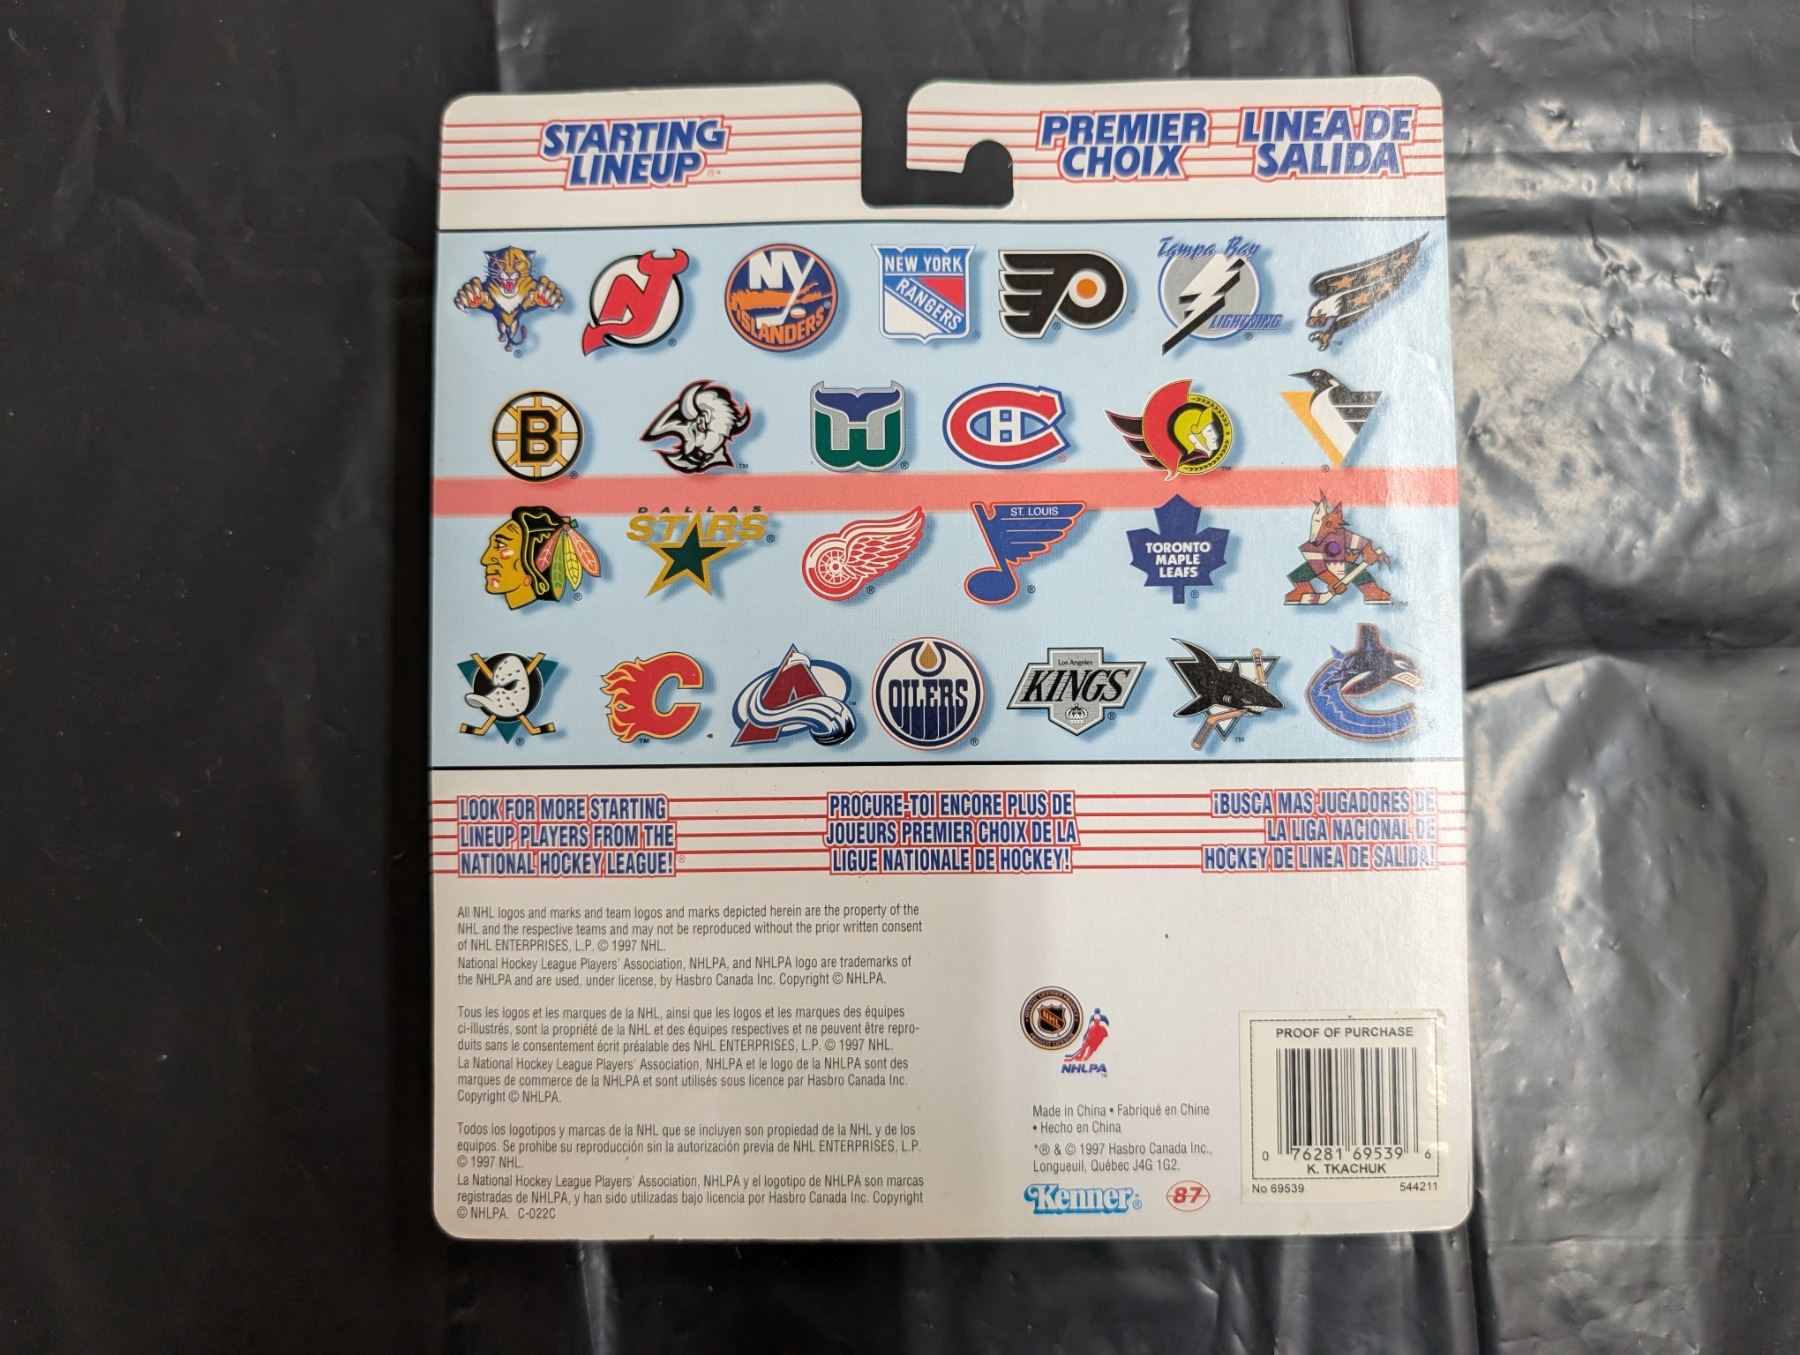 STARTING
LINEUP
PREMIER
CHOIX
LINEA DE
SALIDA
NY
ISLANDERS
NEW YORK
RANGERS
Tampa Bay
LIGHTNING
B
DALLAS
STARS
ST. LOUIS
TORONTO
MAPLE
LEAFS
OILERS
Los Angeles
KINGS
LOOK FOR MORE STARTING
LINEUP PLAYERS FROM THE
NATIONAL HOCKEY LEAGUE!®
PROCURE-TOI ENCORE PLUS DE
JOUEURS PREMIER CHOIX DE LA
LIGUE NATIONALE DE HOCKEY!
¡BUSCA MAS JUGADORES DE
LA LIGA NACIONAL DE
HOCKEY DE LINEA DE SALIDA!
All NHL logos and marks and team logos and marks depicted herein are the property of the
NHL and the respective teams and may not be reproduced without the prior written consent
of NHL ENTERPRISES, L.P. © 1997 NHL.
National Hockey League Players' Association, NHLPA, and NHLPA logo are trademarks of
the NHLPA and are used, under license, by Hasbro Canada Inc. Copyright © NHLPA.
Tous les logos et les marques de la NHL, ainsi que les logos et les marques des équipes
ci-illustrés, sont la propriété de la NHL et des équipes respectives et ne peuvent être repro-
duits sans le consentement écrit préalable des NHL ENTERPRISES, L.P. © 1997 NHL.
La National Hockey League Players' Association, NHLPA et le logo de la NHLPA sont des
marques de commerce de la NHLPA et sont utilisés sous licence par Hasbro Canada Inc.
Copyright © NHLPA.
Todos los logotipos y marcas de la NHL que se incluyen son propiedad de la NHL y de los
equipos. Se prohibe su reproducción sin la autorización previa de NHL ENTERPRISES, L.P.
© 1997 NHL.
La National Hockey League Players' Association, NHLPA y el logotipo de NHLPA son marcas
registradas de NHLPA, y han sido utilizadas bajo licencia por Hasbro Canada Inc. Copyright
© NHLPA. C-022C
NHL
NHLPA
Made in China • Fabriqué en Chine
• Hecho en China
*® & © 1997 Hasbro Canada Inc.,
Longueuil, Québec J4G 1G2.
Kenner®
87
PROOF OF PURCHASE
0 76281 69539 6
K. TKACHUK
No 69539 544211